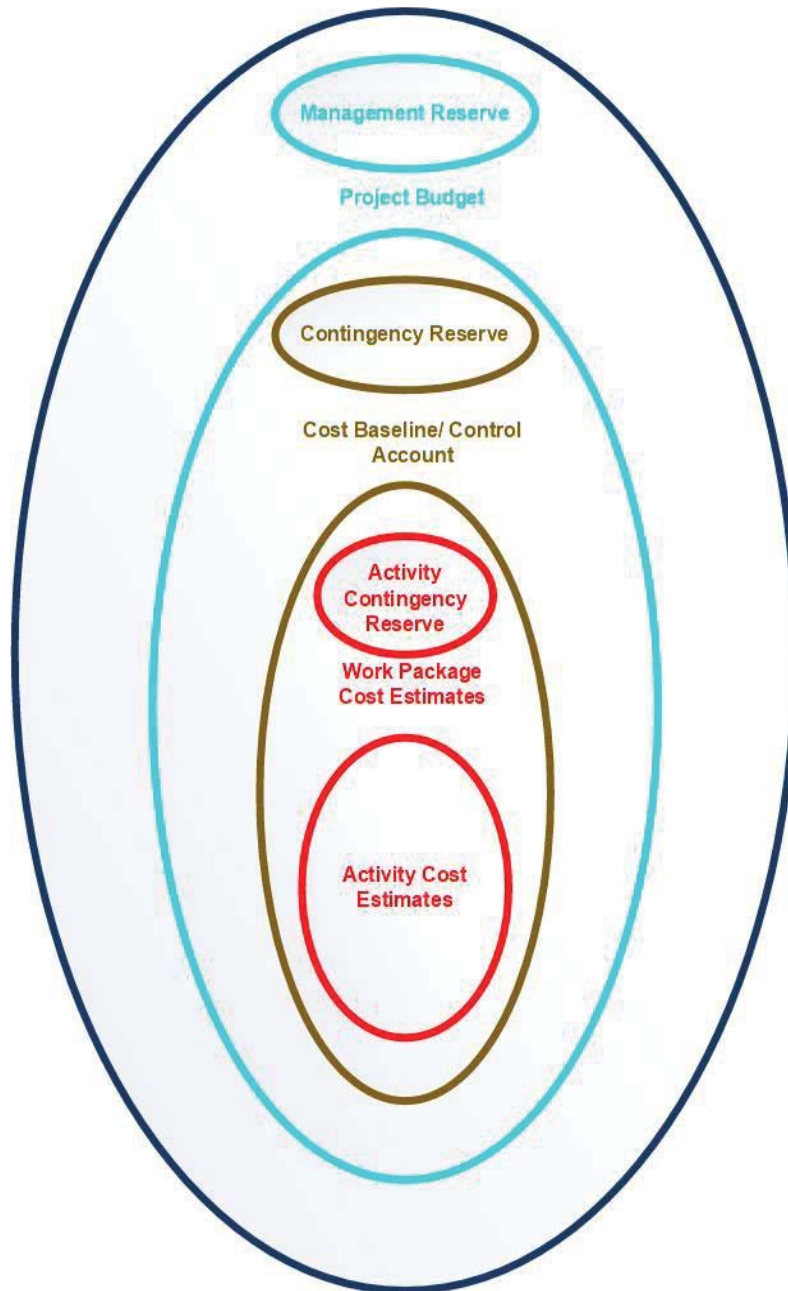 Management Reserve
Project Budget
Contingency Reserve
Cost Baseline/ Control
Account
Activity
Contingency
Reserve
Work Package
Cost Estimates
Activity Cost
Estimates